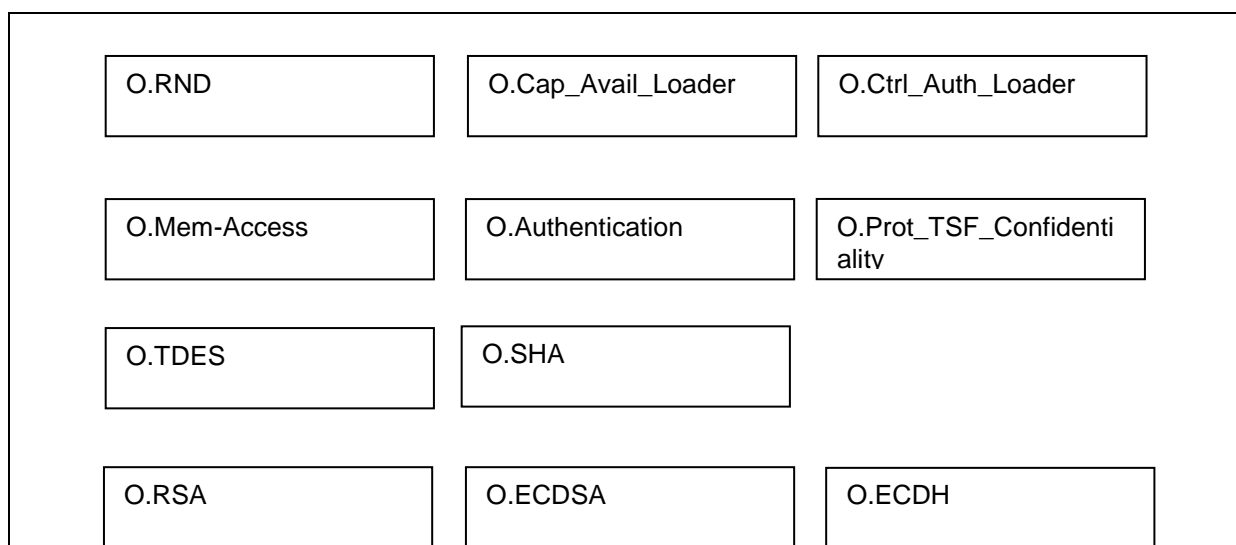 O.RND
O.Cap_Avail_Loader
O.Ctrl_Auth_Loader
O.Mem-Access
O.Authentication
O.Prot_TSF_Confidenti
ality
O.TDES
O.SHA
O.RSA
O.ECDSA
O.ECDH